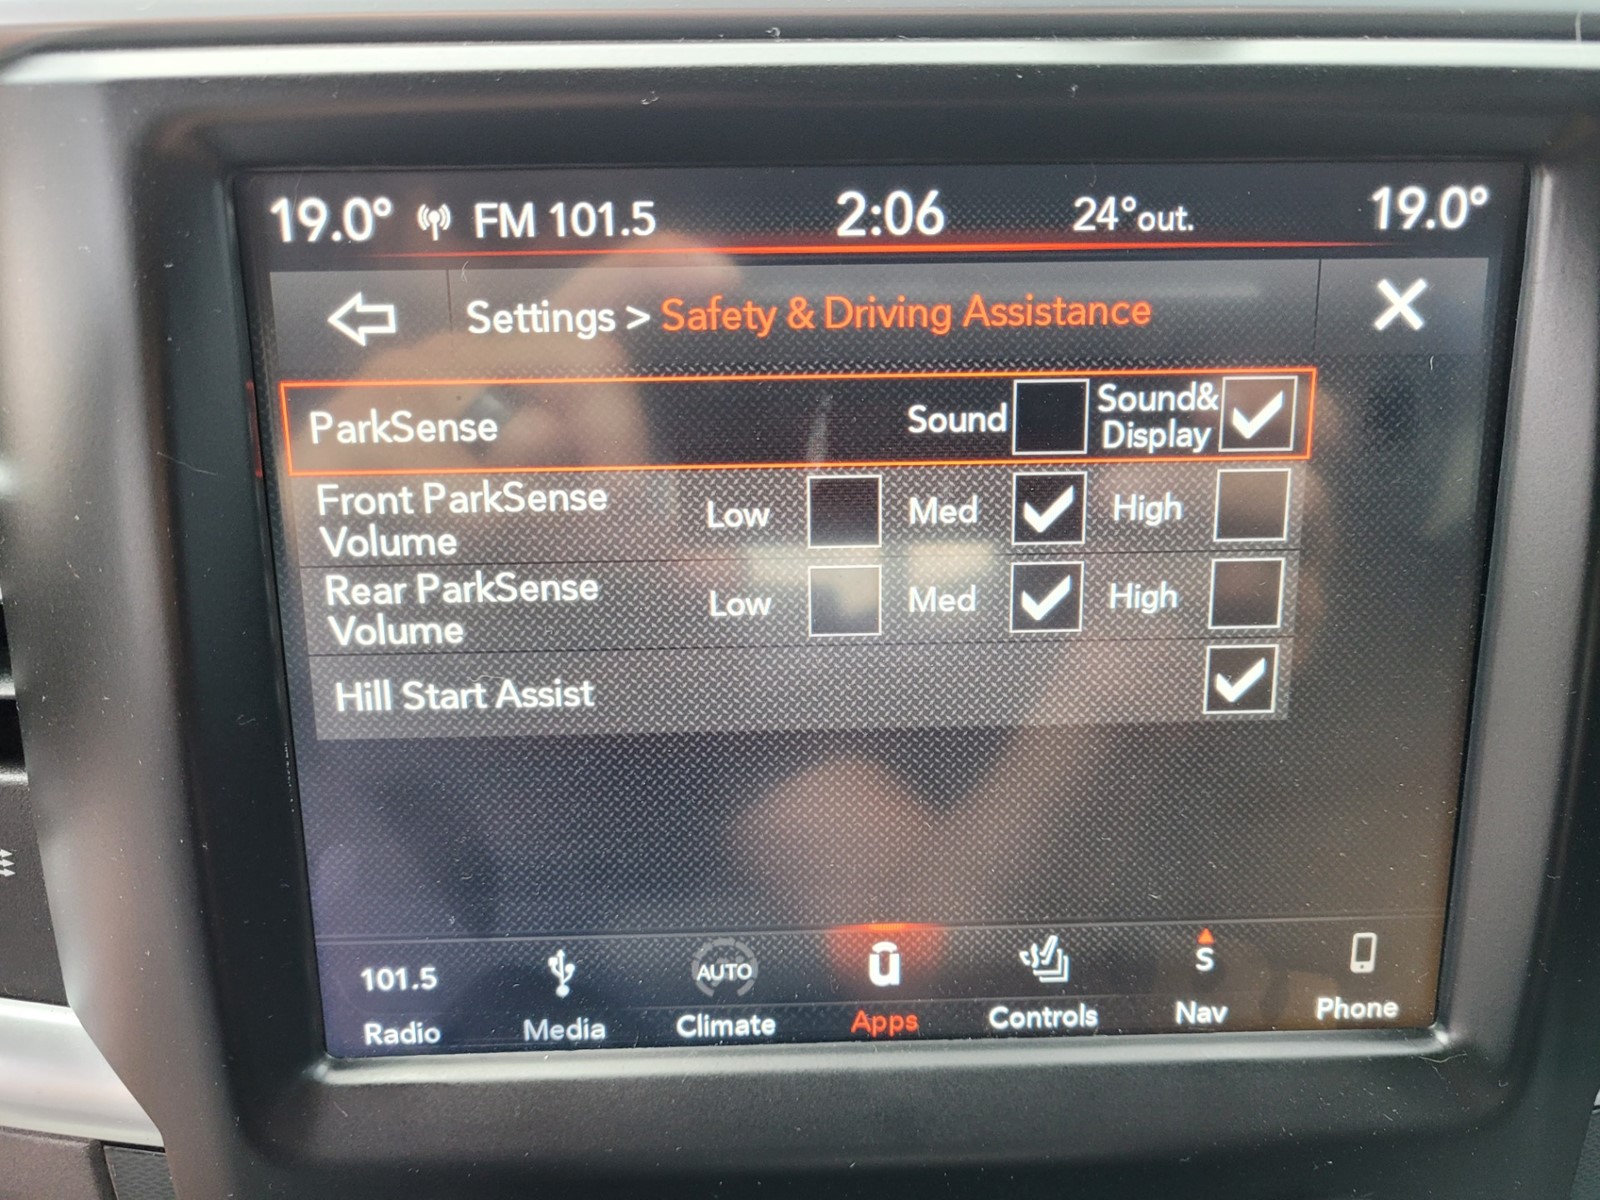 19.0° FM 101.5 2:06 24°out. 19.0°
Settings > Safety & Driving Assistance
ParkSense Sound Sound& Display
Front ParkSense Volume Low Med High
Rear ParkSense Volume Low Med High
Hill Start Assist
101.5 AUTO S
Radio Media Climate Apps Controls Nav Phone